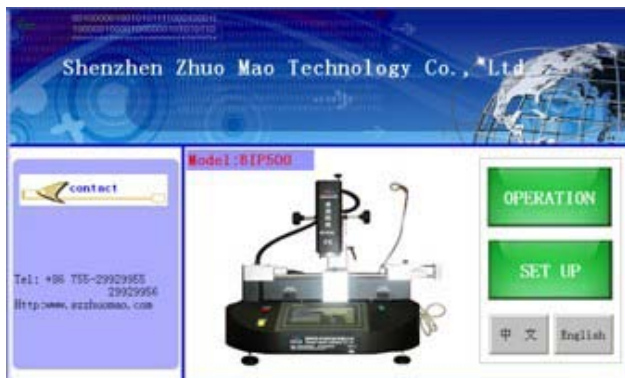 Shenzhen Zhuo Mao Technology Co., Ltd
contact
Tel: +86 755-29929955
29929956
Http:www.szzhuomao.com
Model:BIP500
OPERATION
SET UP
中 文
English